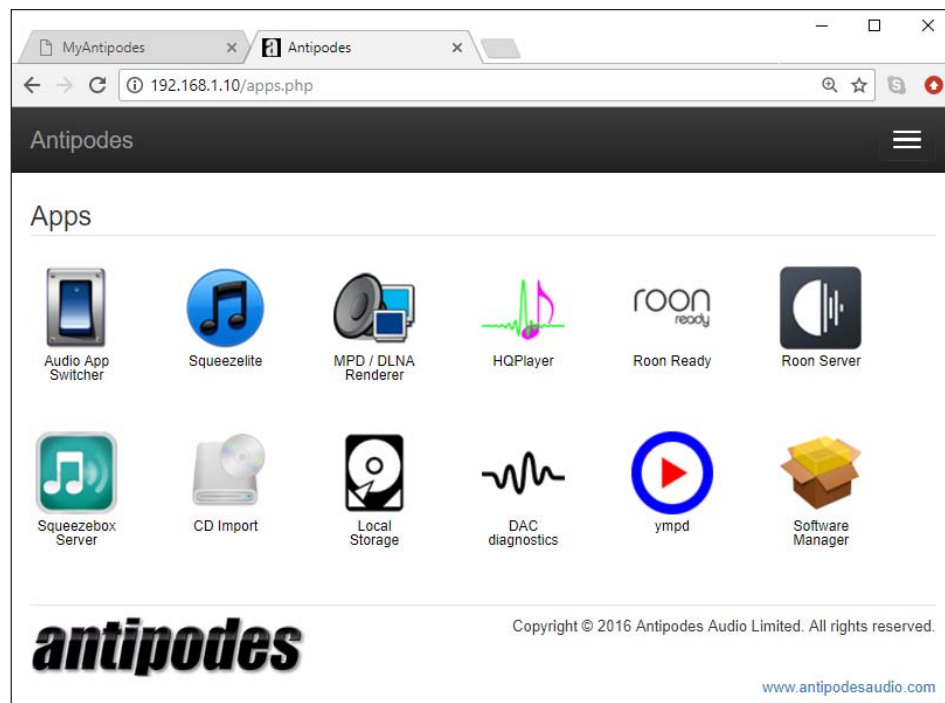 MyAntipodes
Antipodes
192.168.1.10/apps.php
Antipodes
Apps
roon
ready
Audio App
Switcher
Squeezelite
MPD / DLNA
Renderer
HQPlayer
Roon Ready
Roon Server
Squeezebox
Server
CD Import
Local
Storage
DAC
diagnostics
ympd
Software
Manager
antipodes
Copyright © 2016 Antipodes Audio Limited. All rights reserved.
www.antipodesaudio.com